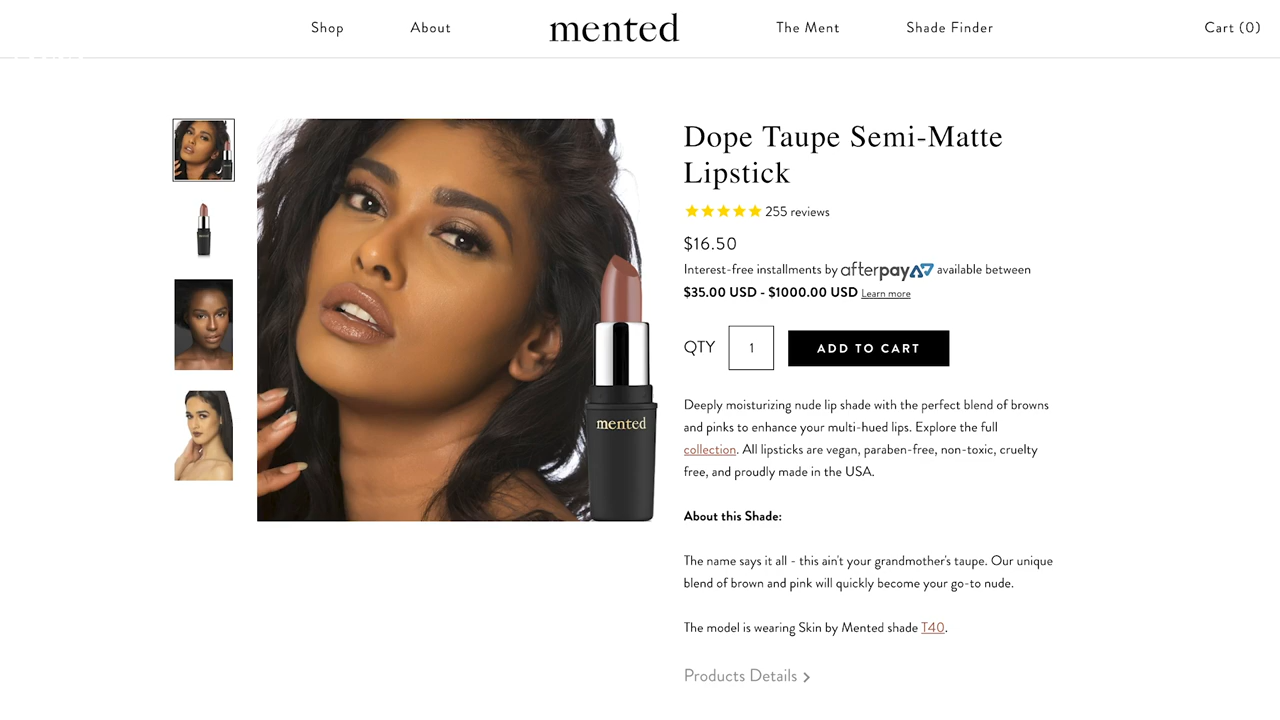 Shop About mented The Ment Shade Finder Cart (0)
Dope Taupe Semi-Matte
Lipstick
255 reviews
$16.50
Interest-free installments by afterpay available between
$35.00 USD - $1000.00 USD Learn more
QTY 1 ADD TO CART
Deeply moisturizing nude lip shade with the perfect blend of browns
and pinks to enhance your multi-hued lips. Explore the full
collection. All lipsticks are vegan, paraben-free, non-toxic, cruelty
free, and proudly made in the USA.
About this Shade:
The name says it all - this ain't your grandmother's taupe. Our unique
blend of brown and pink will quickly become your go-to nude.
The model is wearing Skin by Mented shade T40.
Products Details
mented